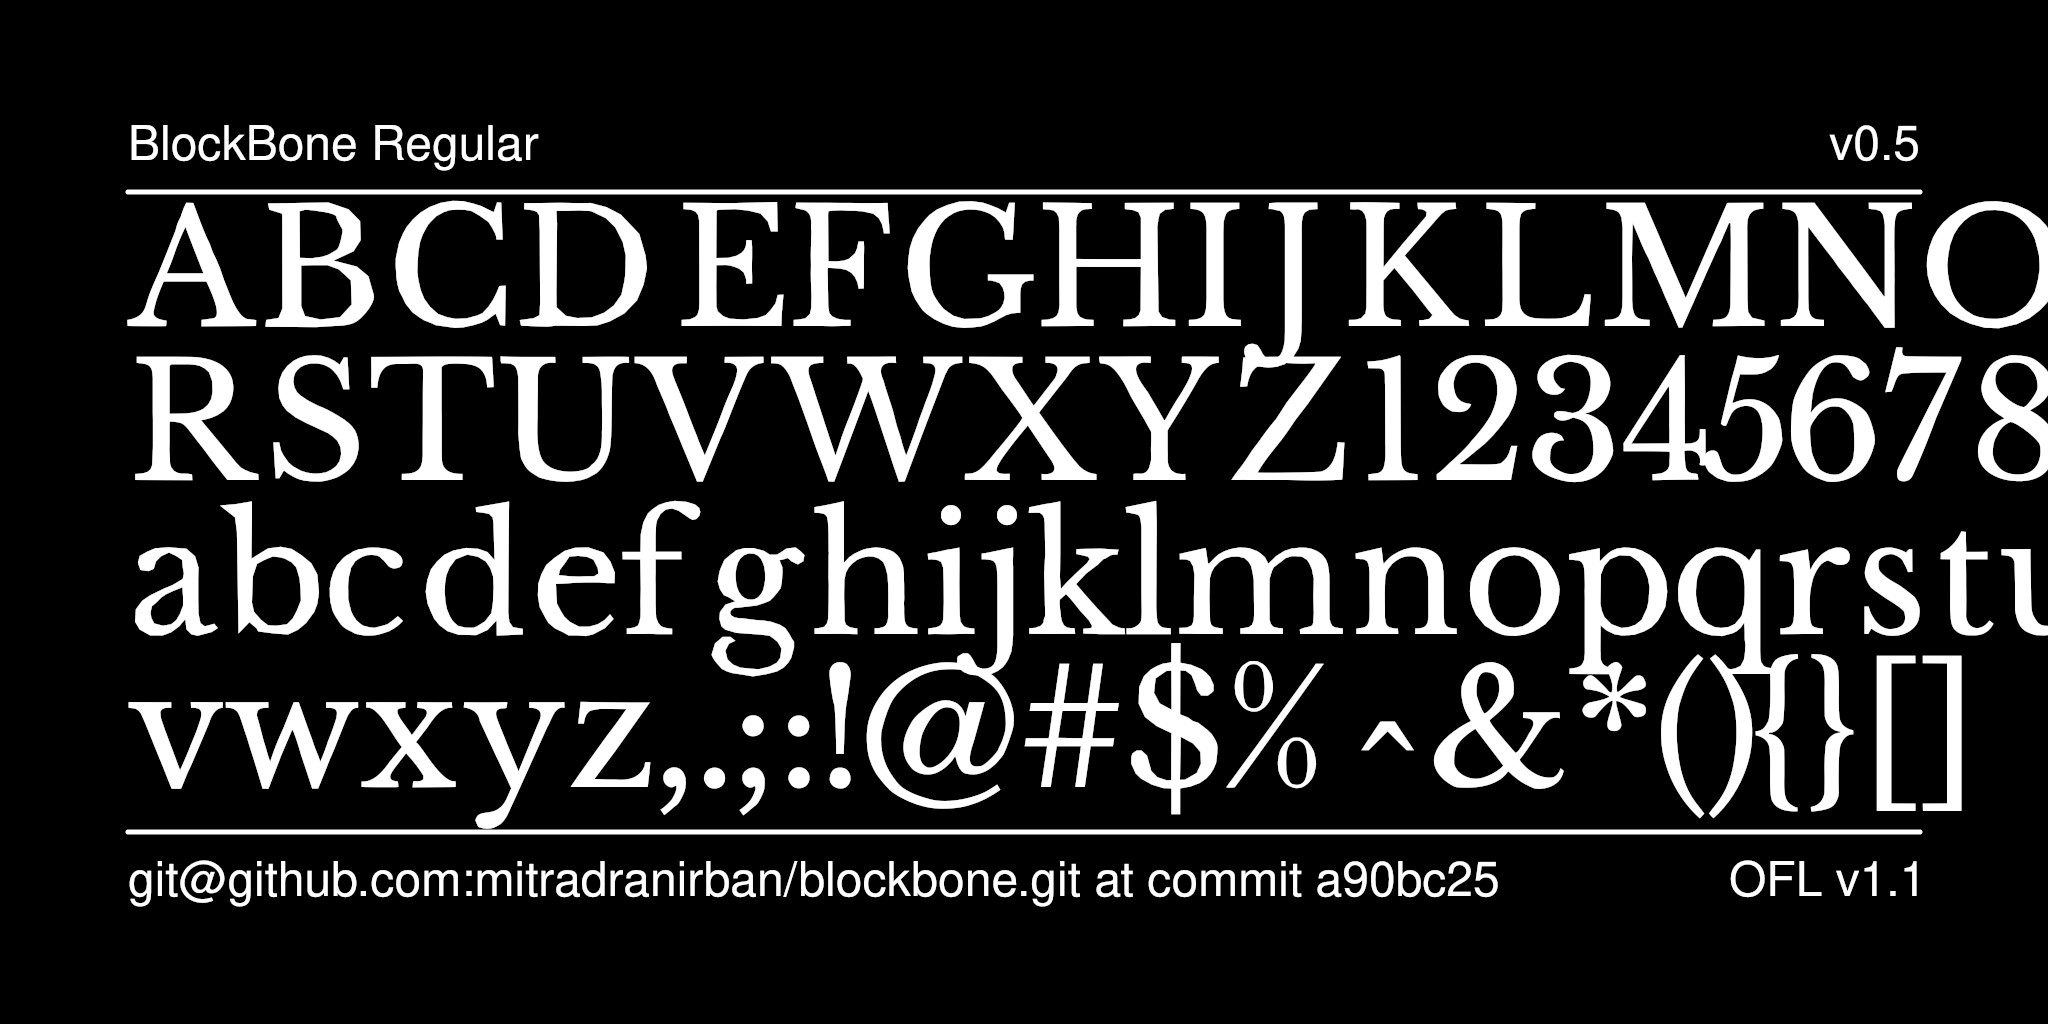 BlockBone Regular
v0.5
ABCDEFGHIJKLMNO
RSTUVWXYZ12345678
abcdefghijklmnopqrstu
vwxyz,.;:!@#$%^&*(){}[]
git@github.com:mitradranirban/blockbone.git at commit a90bc25
OFL v1.1